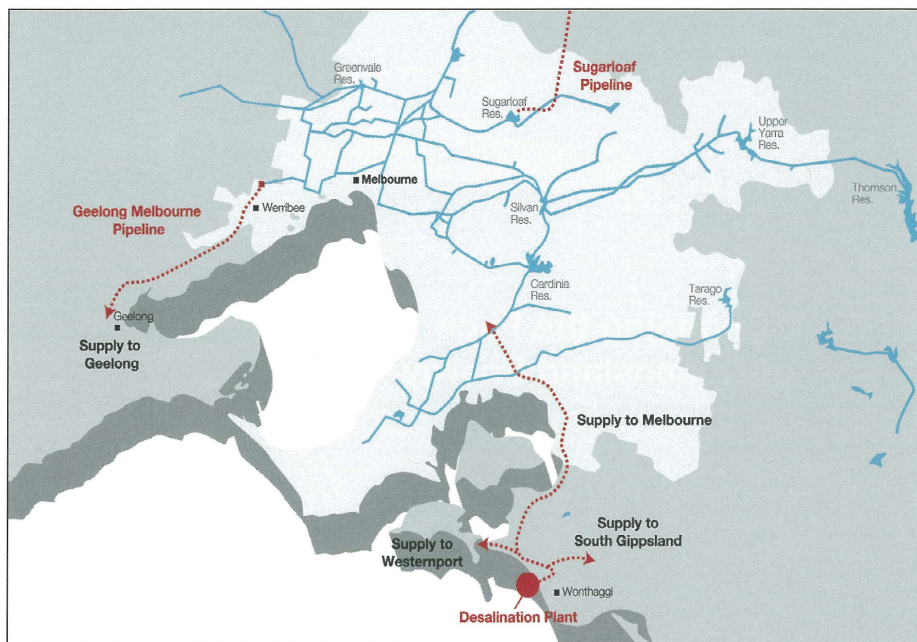 Sugarloaf
Pipeline
Greenvale
Res.
Sugarloaf
Res.
Upper
Yarra
Res.
Melbourne
Thomson
Res.
Geelong Melbourne
Pipeline
Werribee
Silvan
Res.
Cardinia
Res.
Tarago
Res.
Geelong
Supply to
Geelong
Supply to Melbourne
Supply to
South Gippsland
Supply to
Westernport
Wonthaggi
Desalination Plant